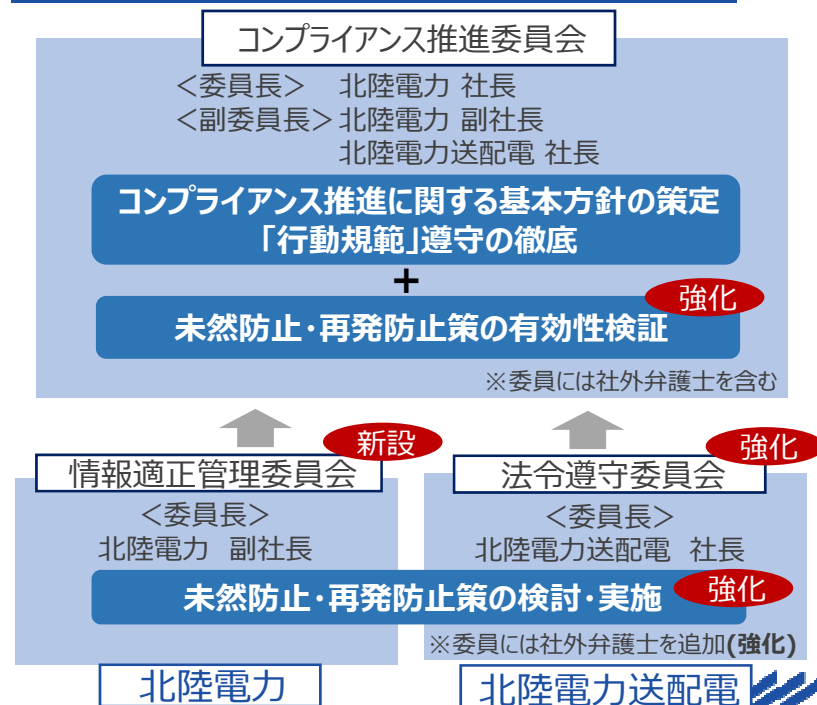 コンプライアンス推進委員会
<委員長> 北陸電力 社長
<副委員長>北陸電力 副社長
北陸電力送配電 社長
コンプライアンス推進に関する基本方針の策定
「行動規範」遵守の徹底
+
強化
未然防止・再発防止策の有効性検証
※委員には社外弁護士を含む
新設
情報適正管理委員会
<委員長>
北陸電力 副社長
強化
法令遵守委員会
<委員長>
北陸電力送配電 社長
未然防止・再発防止策の検討・実施
強化
※委員には社外弁護士を追加(強化)
北陸電力
北陸電力送配電